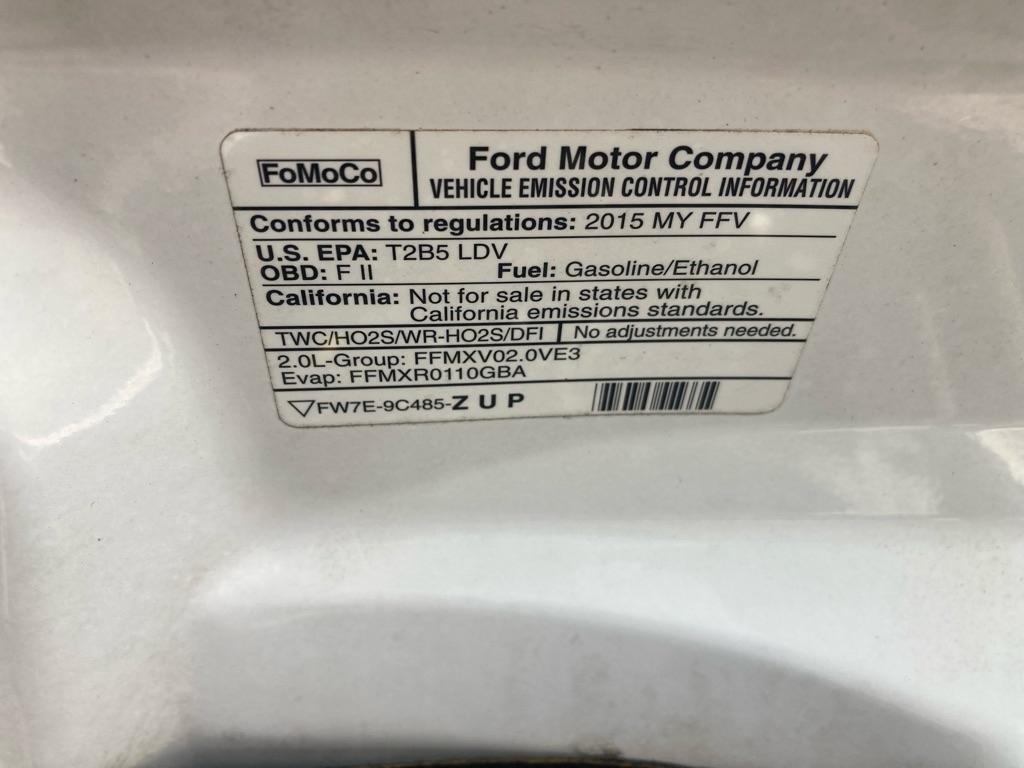 FoMoCo
Ford Motor Company
VEHICLE EMISSION CONTROL INFORMATION
Conforms to regulations: 2015 MY FFV
U.S. EPA: T2B5 LDV
OBD: F II Fuel: Gasoline/Ethanol
California: Not for sale in states with
California emissions standards.
TWC/HO2S/WR-HO2S/DFI No adjustments needed.
2.0L-Group: FFMXV02.0VE3
Evap: FFMXR0110GBA
FW7E-9C485-Z U P